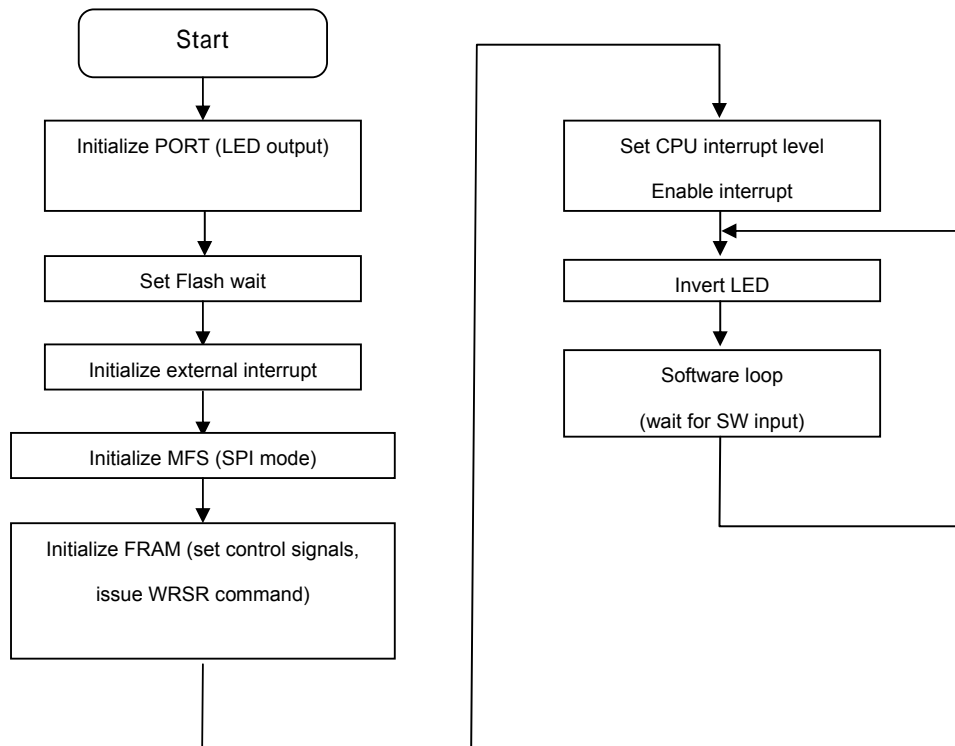 Start
Initialize PORT (LED output)
Set Flash wait
Initialize external interrupt
Initialize MFS (SPI mode)
Initialize FRAM (set control signals,
issue WRSR command)
Set CPU interrupt level
Enable interrupt
Invert LED
Software loop
(wait for SW input)